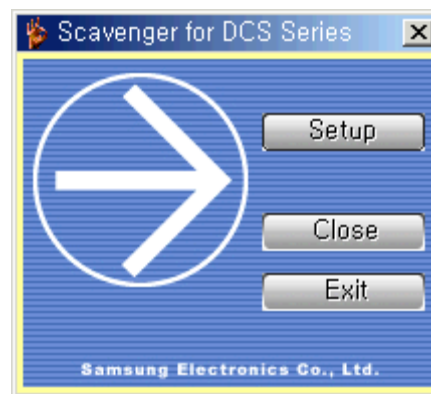 Scavenger for DCS Series
Setup
Close
Exit
Samsung Electronics Co., Ltd.